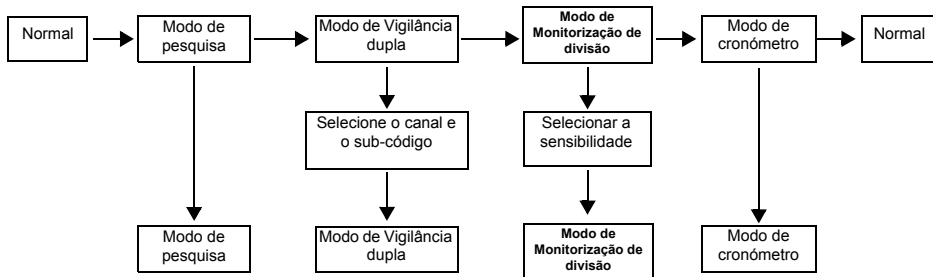 Normal
Modo de
pesquisa
Modo de Vigilância
dupla
Modo de
Monitorização de
divisão
Modo de
cronómetro
Normal
Selecione o canal e
o sub-código
Selecionar a
sensibilidade
Modo de
pesquisa
Modo de Vigilância
dupla
Modo de
Monitorização de
divisão
Modo de
cronómetro